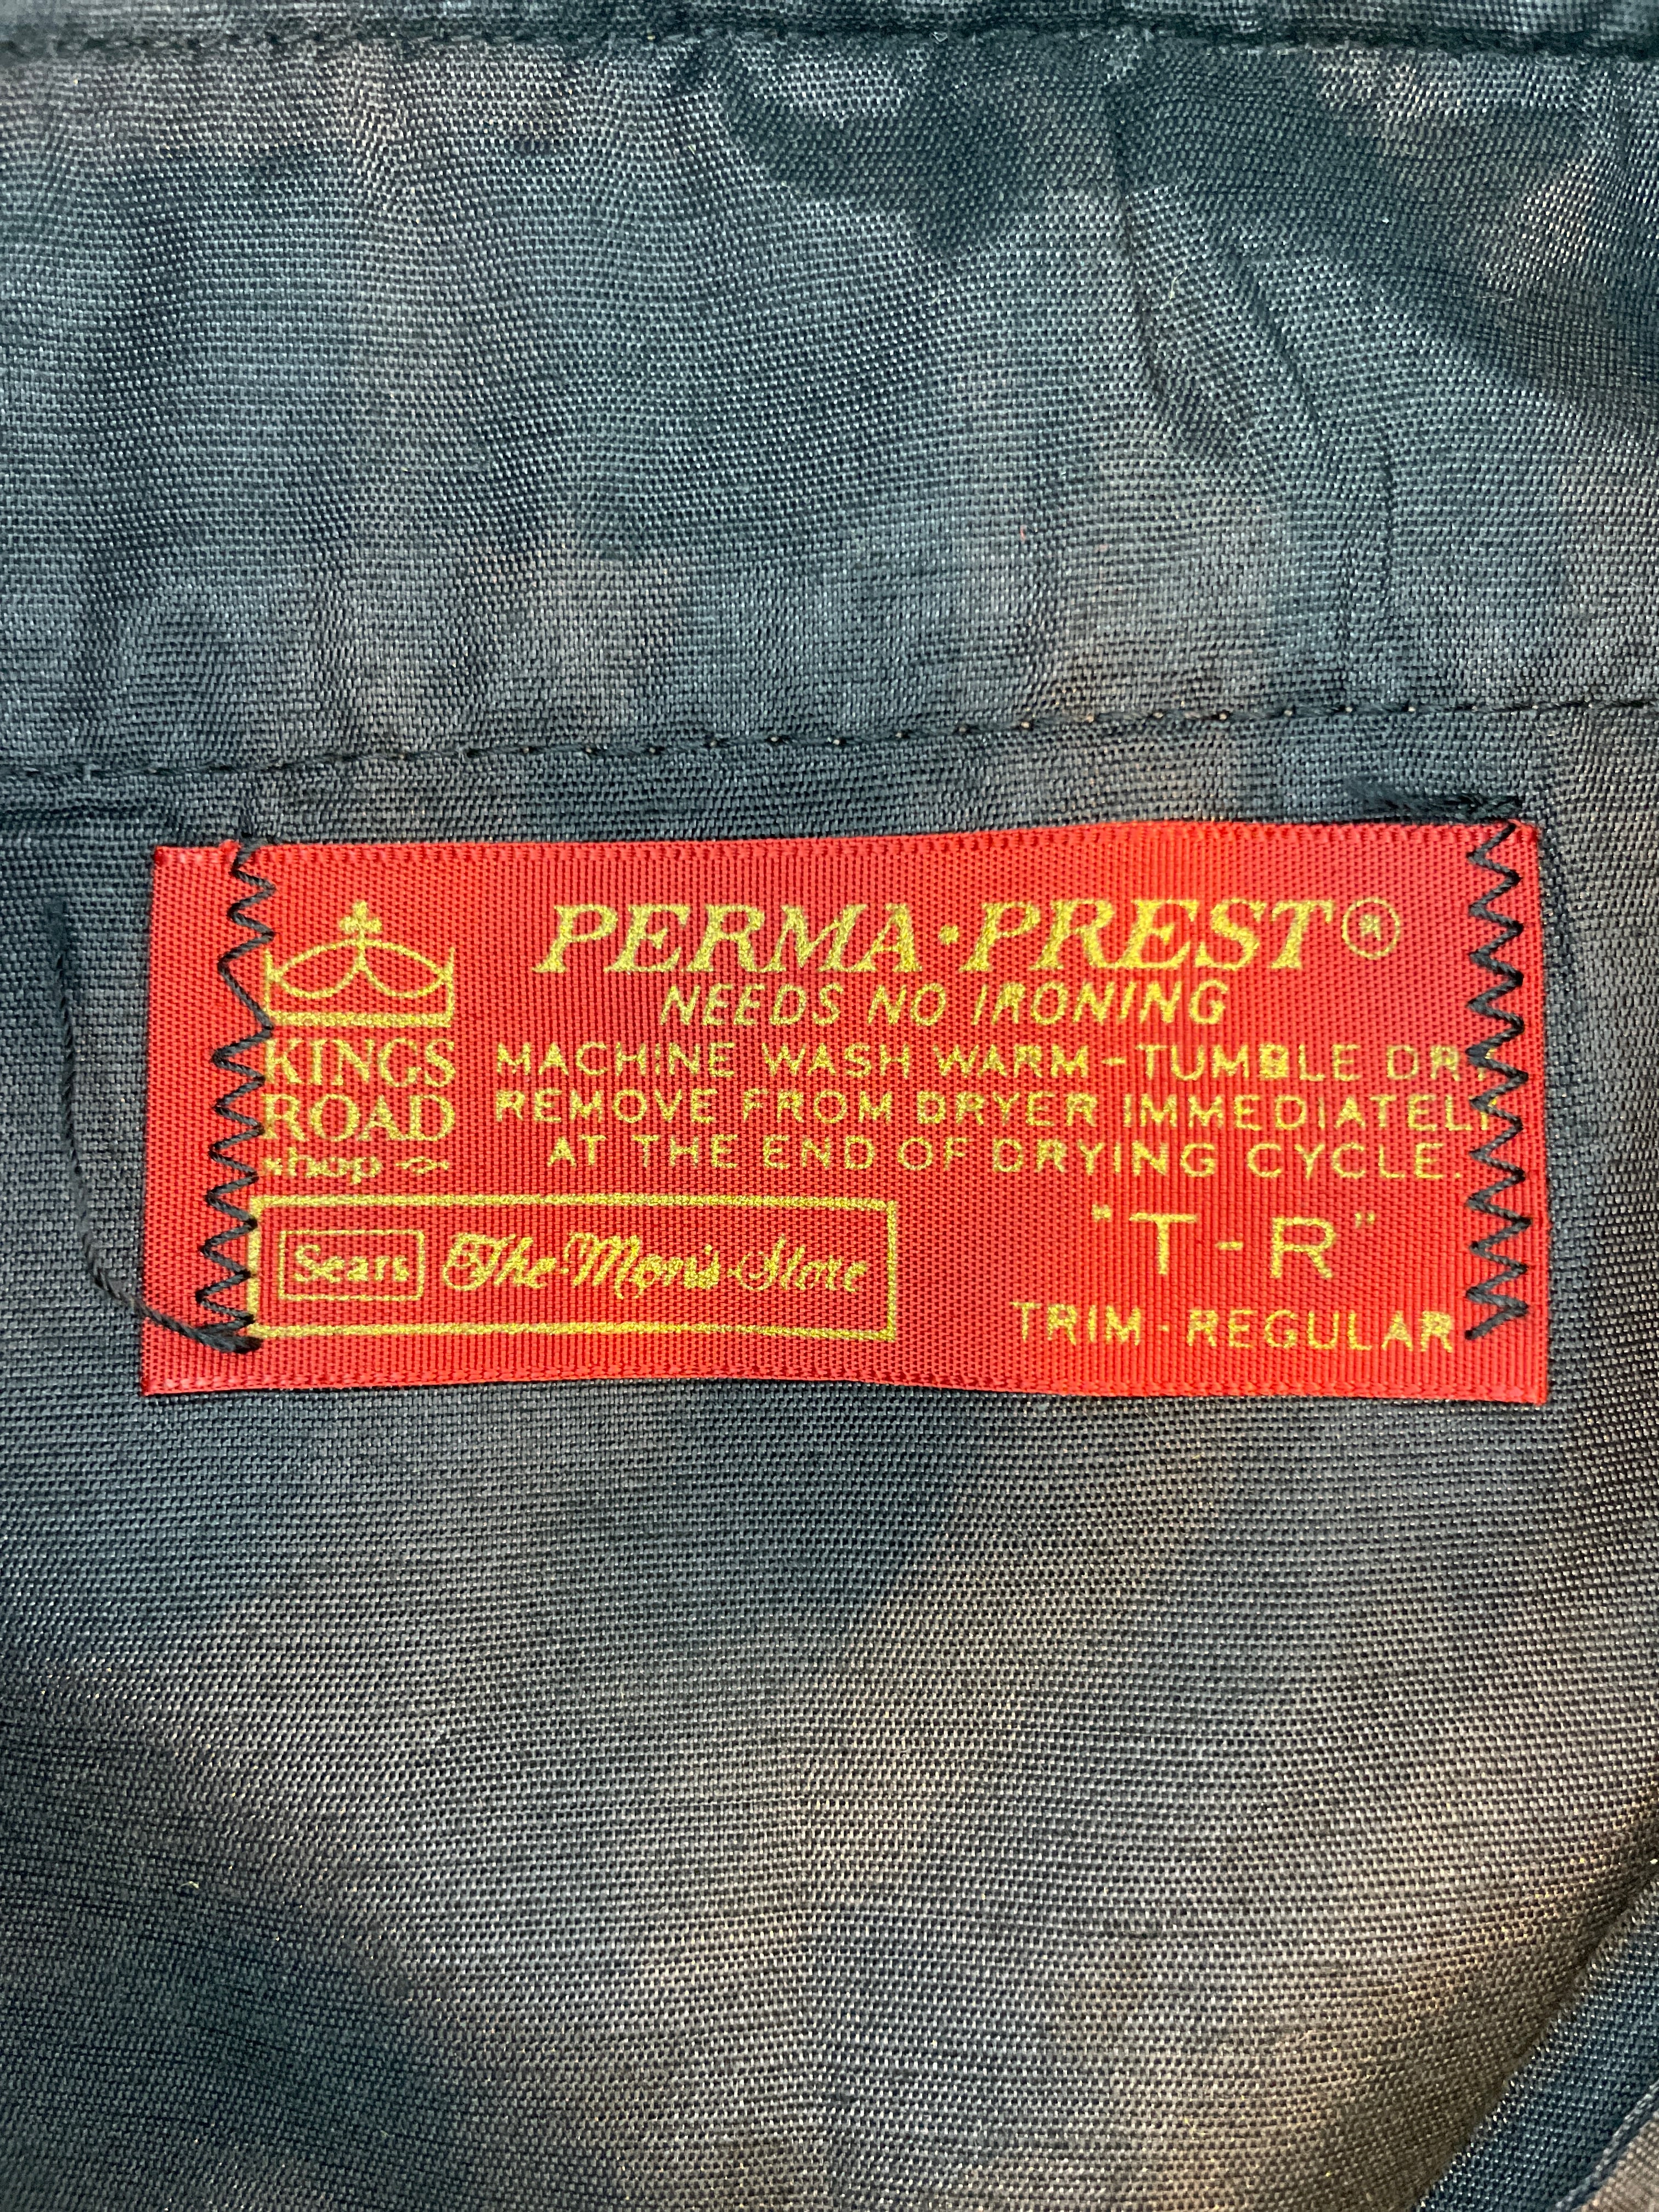 PERMA·PREST®
NEEDS NO IRONING
KINGS
ROAD
shop
MACHINE WASH WARM - TUMBLE DRY
REMOVE FROM DRYER IMMEDIATELY
AT THE END OF DRYING CYCLE.
Sears The Men's Store
"T-R"
TRIM - REGULAR